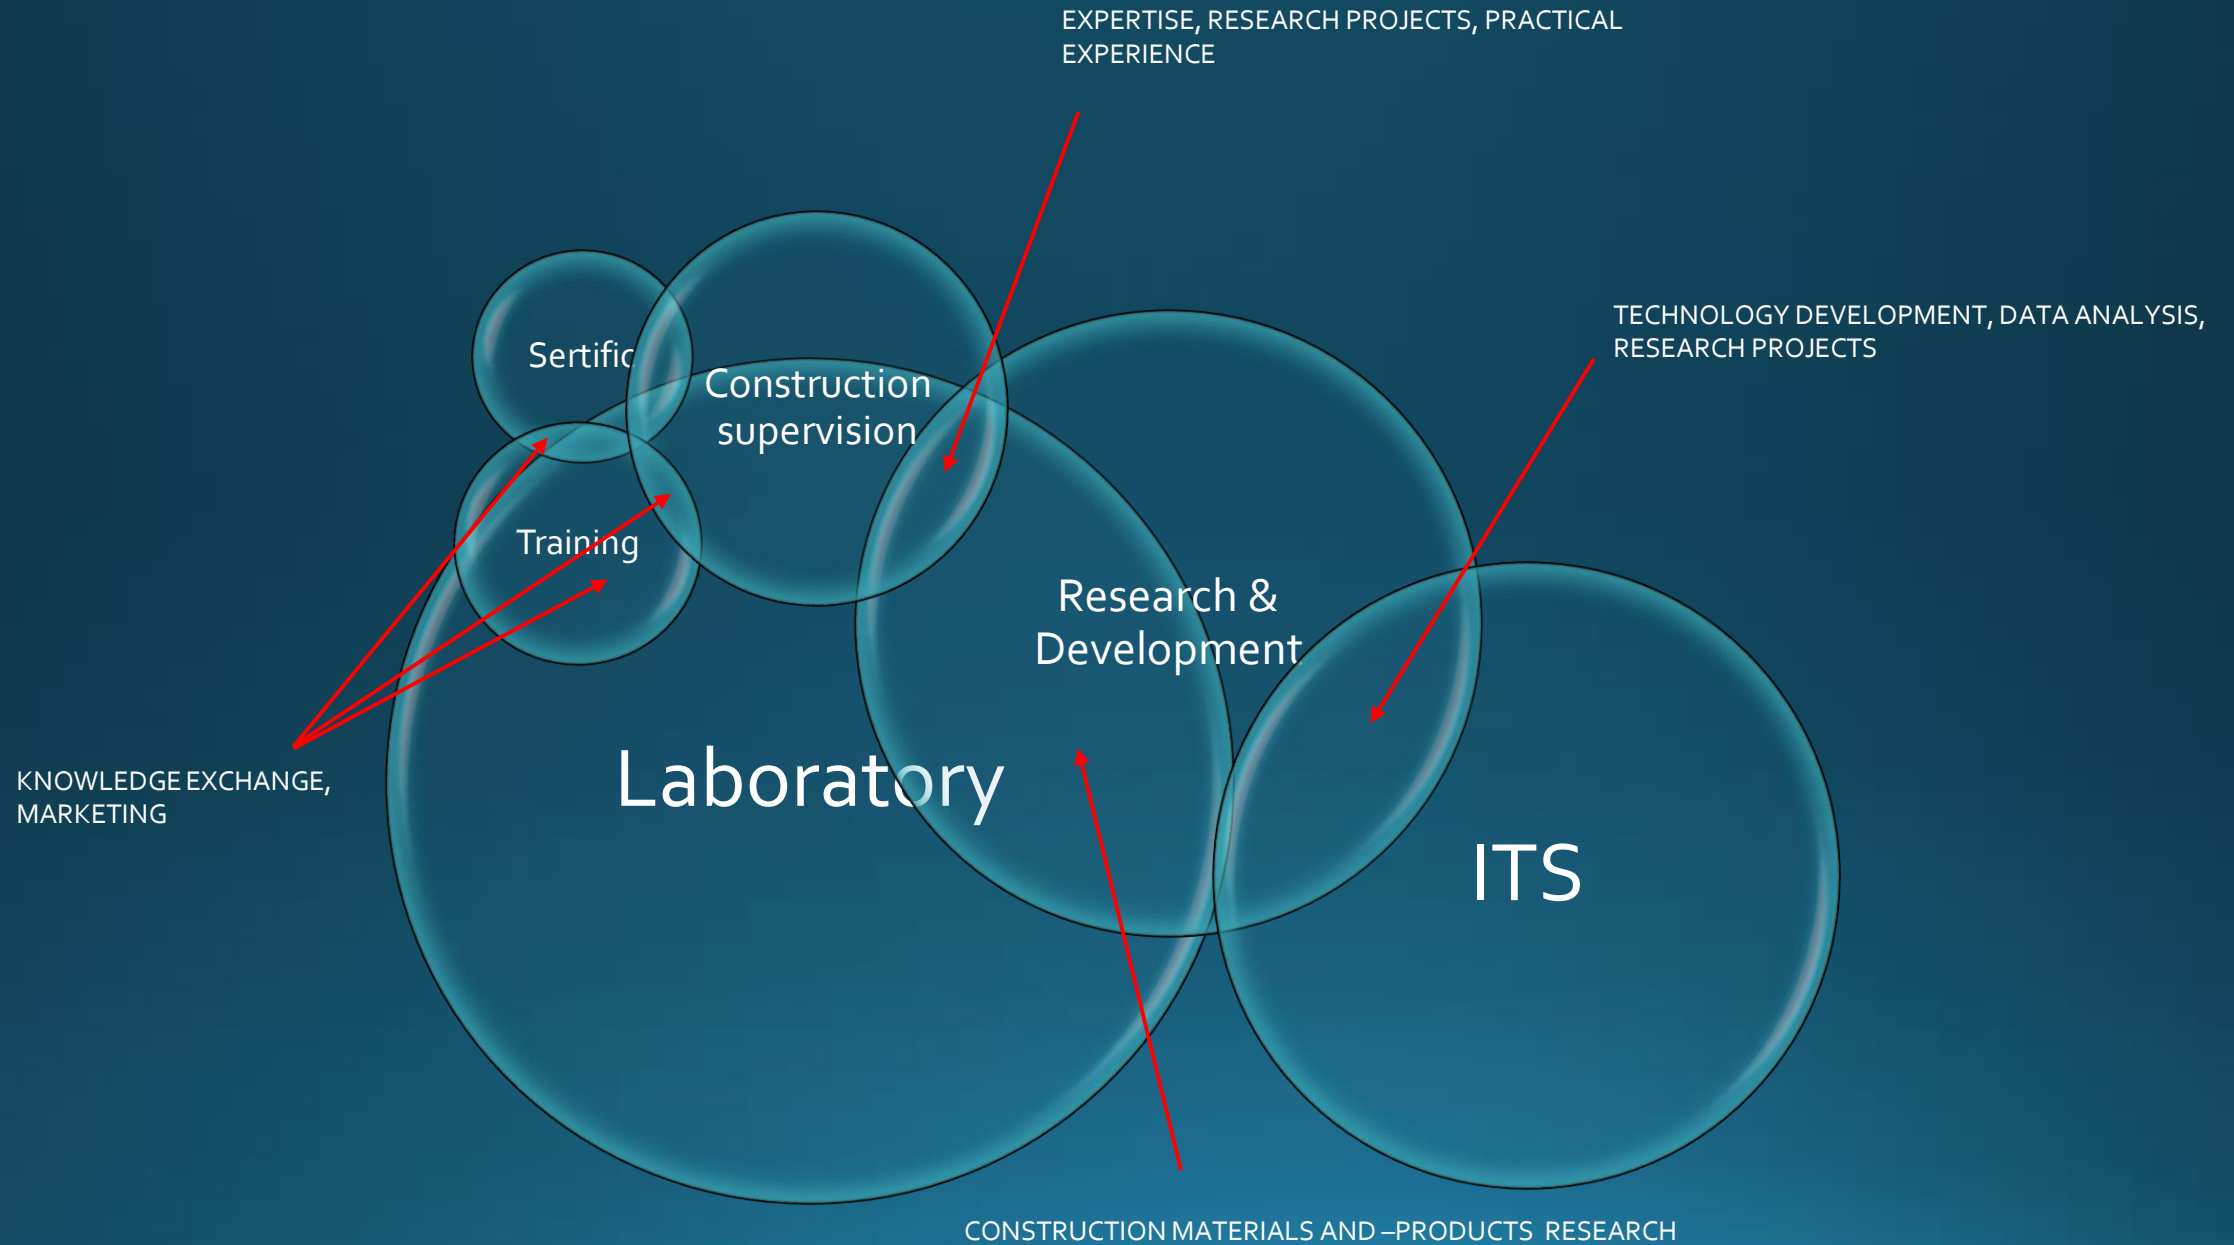 EXPERTISE, RESEARCH PROJECTS, PRACTICAL
EXPERIENCE
TECHNOLOGY DEVELOPMENT, DATA ANALYSIS,
RESEARCH PROJECTS
Sertific
Construction
supervision
Training
Research &
Development
Laboratory
KNOWLEDGE EXCHANGE,
MARKETING
ITS
CONSTRUCTION MATERIALS AND –PRODUCTS RESEARCH